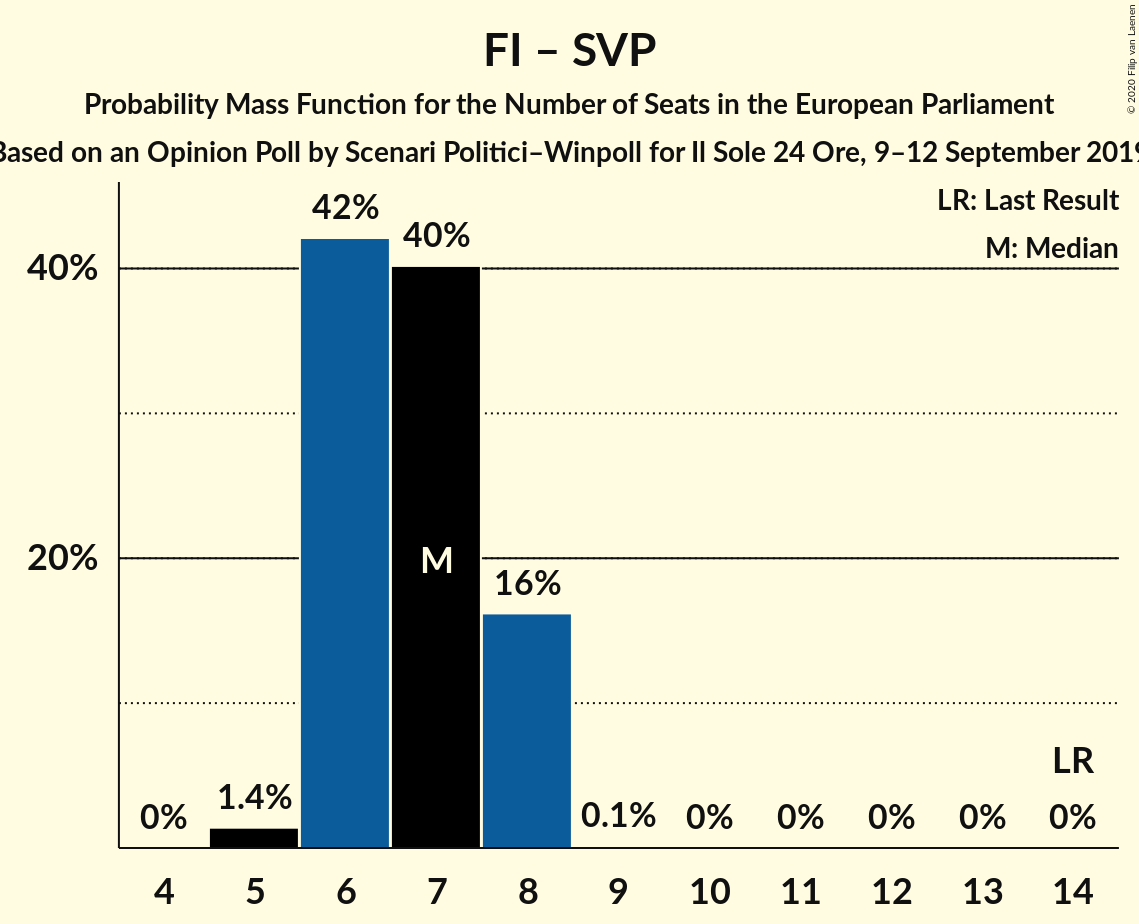 FI – SVP
Probability Mass Function for the Number of Seats in the European Parliament
Based on an Opinion Poll by Scenari Politici–Winpoll for Il Sole 24 Ore, 9–12 September 2019
© 2020 Filip van Laenen
LR: Last Result
M: Median
42%
40%
40%
20%
M
16%
LR
0%
1.4%
0.1%
0%
0%
0%
0%
0%
4 5 6 7 8 9 10 11 12 13 14